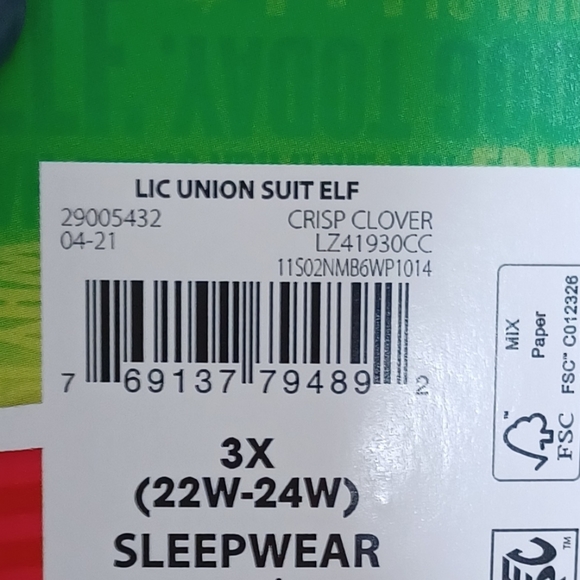 LIC UNION SUIT ELF
29005432 CRISP CLOVER
04-21 LZ41930CC
11S02NMB6WP1014
7 69137 79489 2
3X
(22W-24W)
SLEEPWEAR
MIX
Paper
FSC™ C012326
FSC